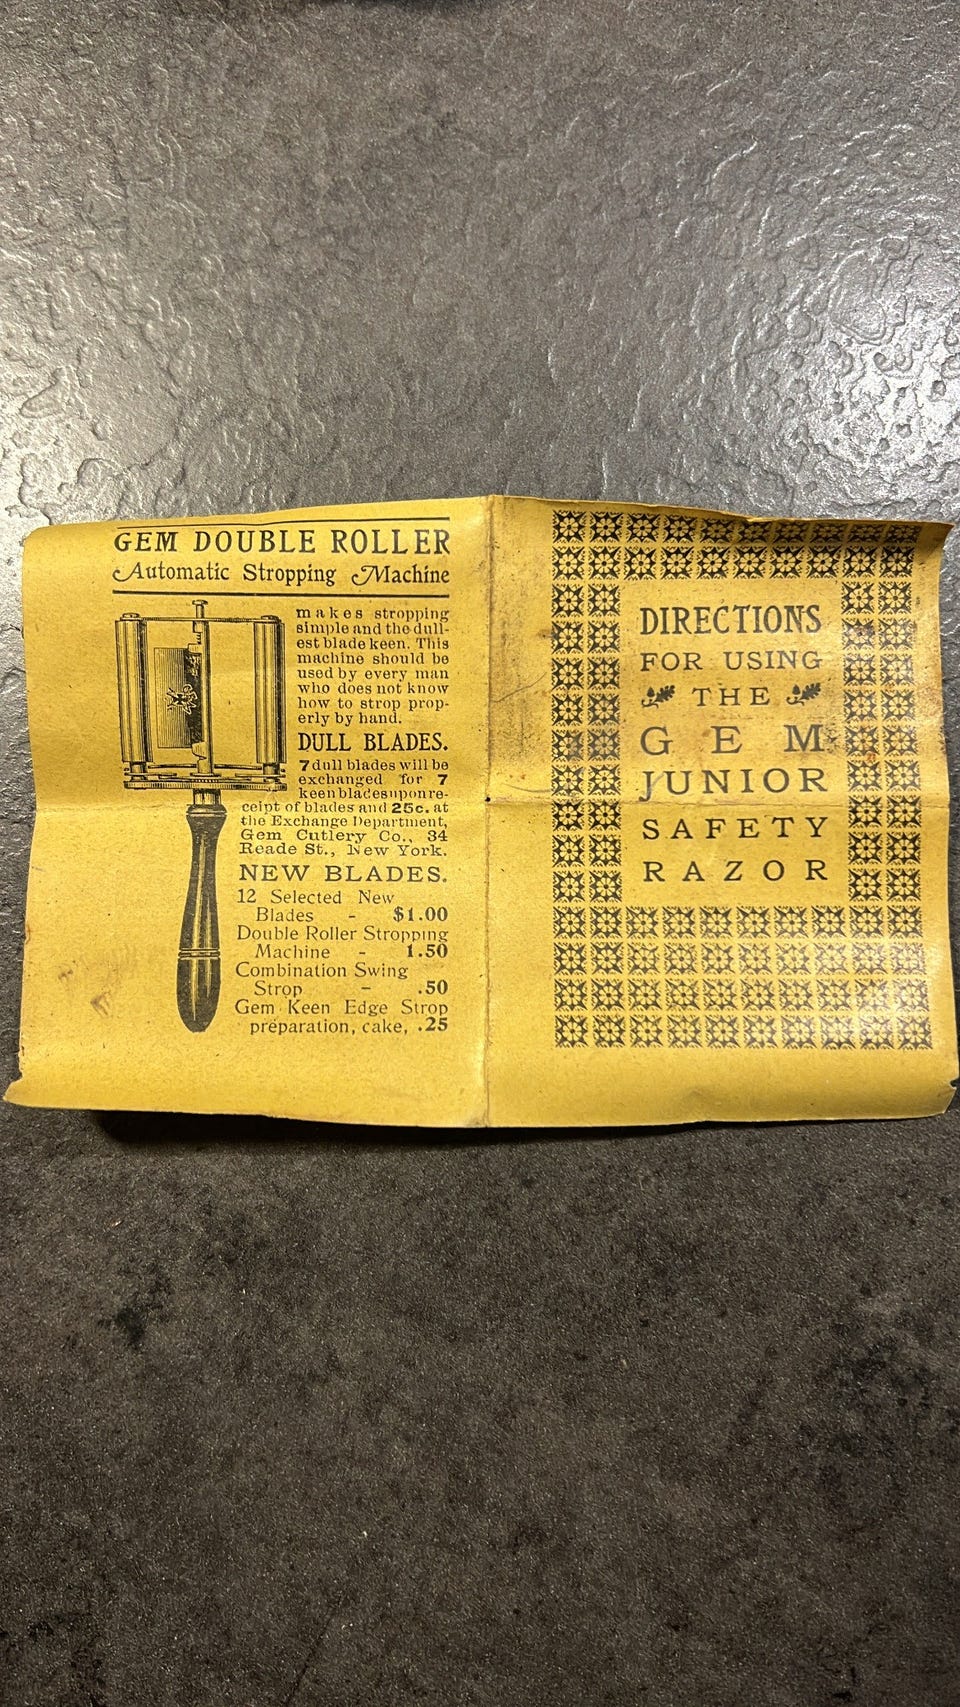 GEM DOUBLE ROLLER
Automatic Stropping Machine
makes stropping
simple and the dull-
est blade keen. This
machine should be
used by every man
who does not know
how to strop prop-
erly by hand.
DULL BLADES.
7 dull blades will be
exchanged for 7
keen blades upon re-
ceipt of blades and 25c. at
the Exchange Department,
Gem Cutlery Co., 34
Reade St., New York.
NEW BLADES.
12 Selected New
Blades - $1.00
Double Roller Stropping
Machine - 1.50
Combination Swing
Strop - .50
Gem Keen Edge Strop
preparation, cake, .25
DIRECTIONS
FOR USING
THE
GEM
JUNIOR
SAFETY
RAZOR